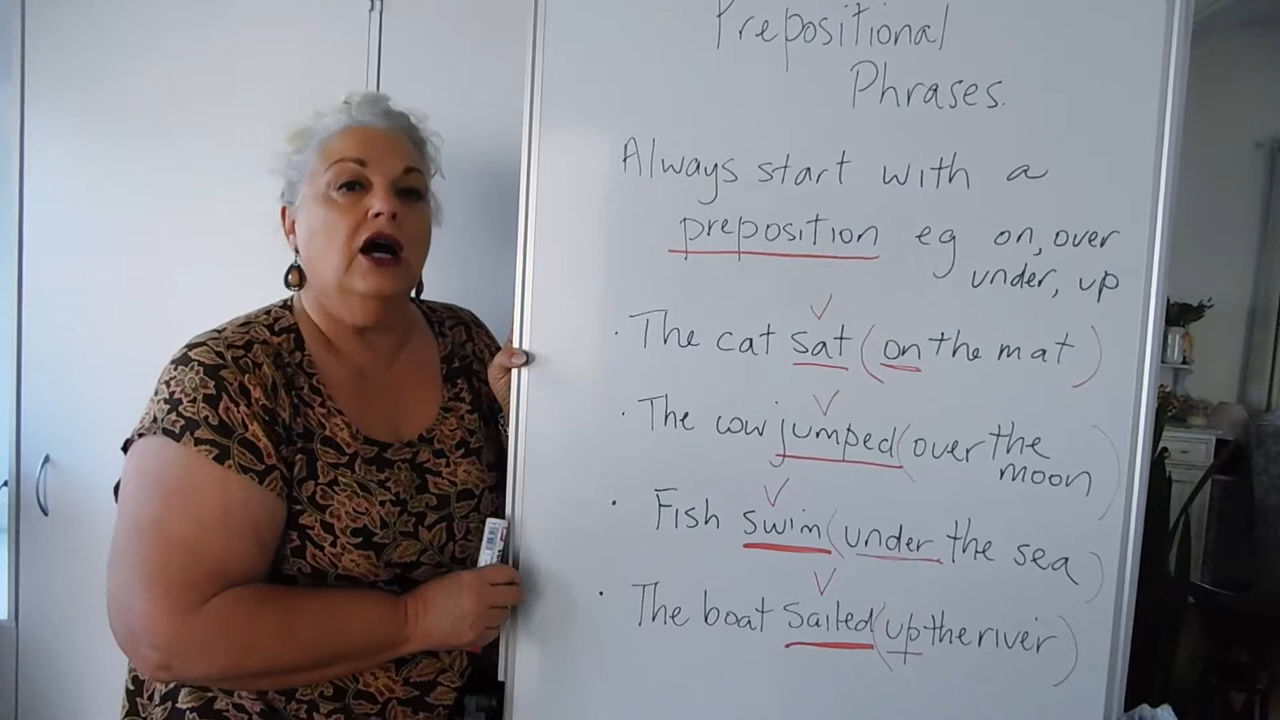 Prepositional
Phrases.
Always start with a
preposition eg on, over
under, up
V
· The cat sat (on the mat)
V
· The cow jumped (over the
moon)
V
· Fish swim (under the sea)
V
· The boat sailed (up the river)